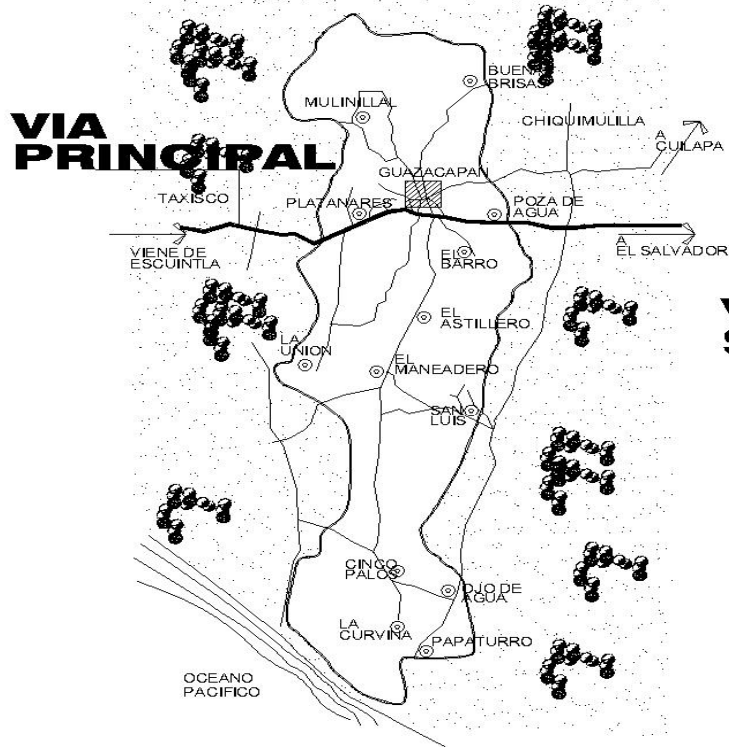 BUENA
BRISAS
MULINILLAL
VIA
PRINCIPAL
CHIQUIMULILLA
A
CUILAPA
GUAZACAPAN
TAXISCO
PLATANARES
POZA DE
AGUA
VIENE DE
ESCUINTLA
EL
BARRO
A
EL SALVADOR
EL
ASTILLERO
LA
UNION
EL
MANEADERO
SAN
LUIS
CINCO
PALOS
OJO DE
AGUA
LA
CURVINA
PAPATURRO
OCEANO
PACIFICO